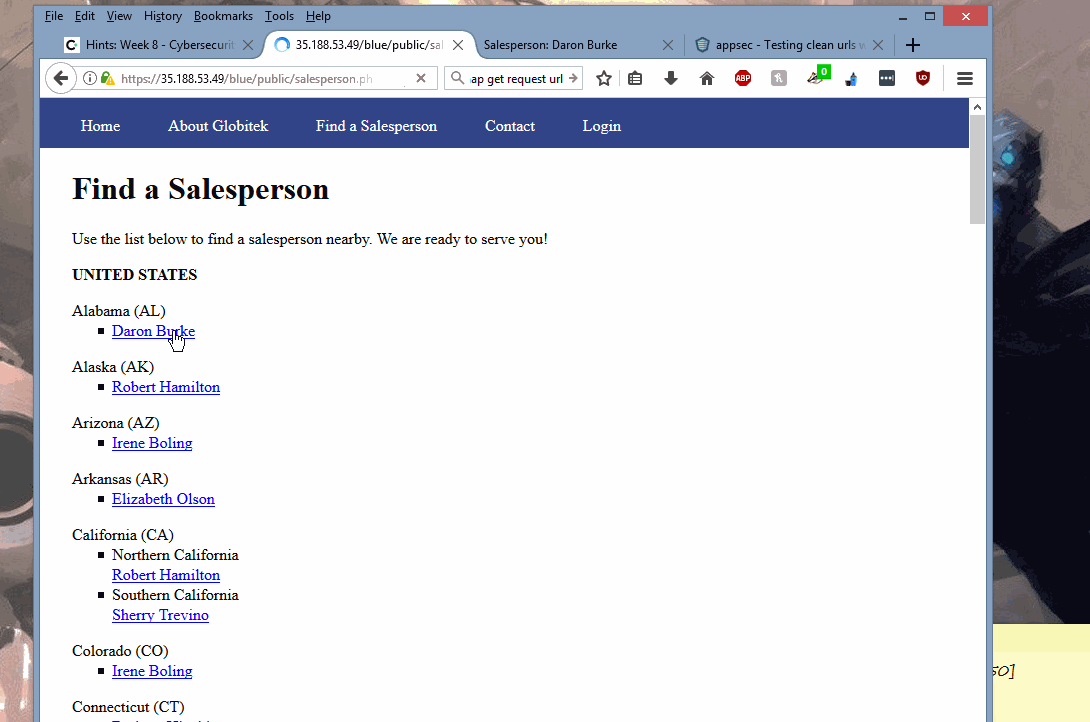 File Edit View History Bookmarks Tools Help
Hints: Week 8 - Cybersecurit 35.188.53.49/blue/public/sal Salesperson: Daron Burke appsec - Testing clean urls w
https://35.188.53.49/blue/public/salesperson.ph ap get request url ABP 0
Home About Globitek Find a Salesperson Contact Login
Find a Salesperson
Use the list below to find a salesperson nearby. We are ready to serve you!
UNITED STATES
Alabama (AL)
Daron Burke
Alaska (AK)
Robert Hamilton
Arizona (AZ)
Irene Boling
Arkansas (AR)
Elizabeth Olson
California (CA)
Northern California
Robert Hamilton
Southern California
Sherry Trevino
Colorado (CO)
Irene Boling
50]
Connecticut (CT)